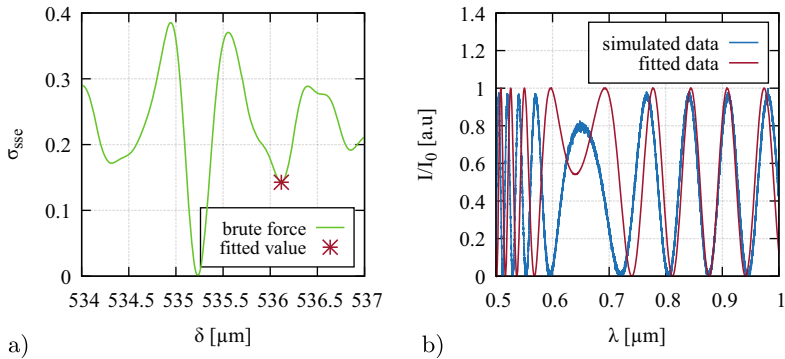 0.4
0.3
0.2
0.1
0
σsse
534 534.5 535 535.5 536 536.5 537
δ [µm]
brute force
fitted value
a)
1.4
1.2
1
0.8
0.6
0.4
0.2
0
I/I0 [a.u]
0.5 0.6 0.7 0.8 0.9 1
λ [µm]
simulated data
fitted data
b)